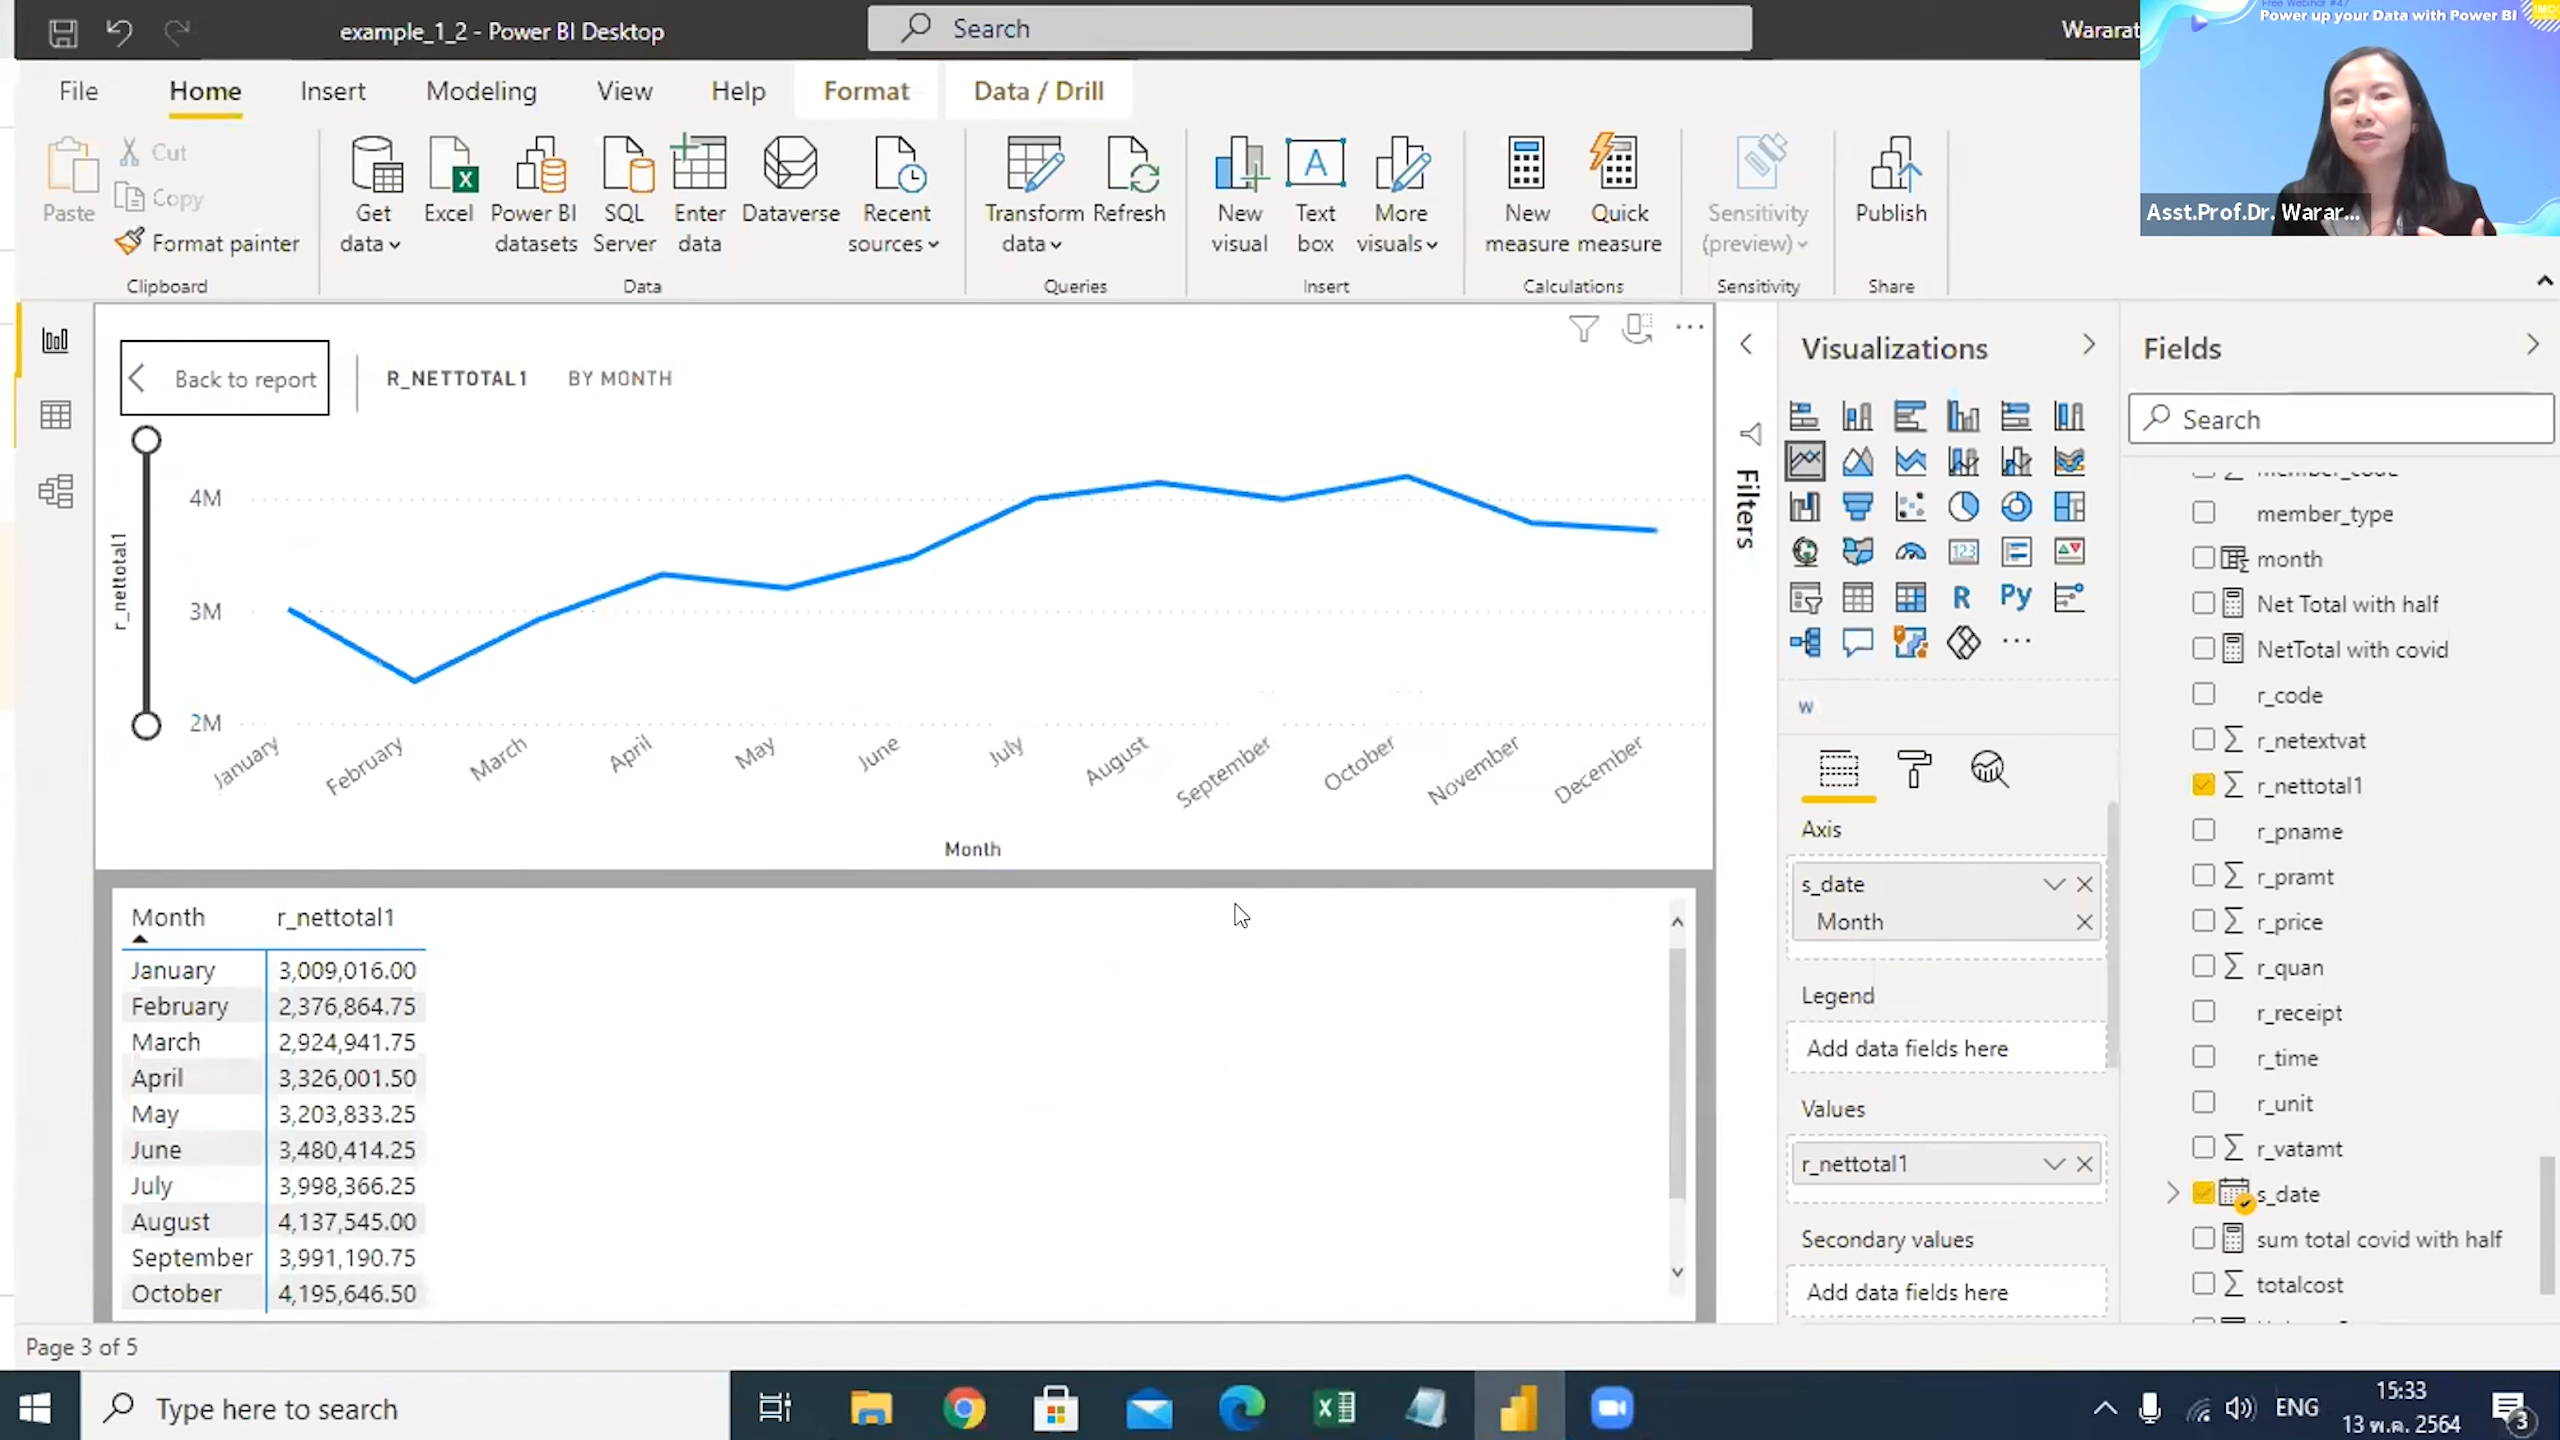 example_1_2 - Power BI Desktop
Search
Wararat
Free Webinar #47
Power up your Data with Power BI
Asst.Prof.Dr. Warar...
File
Home
Insert
Modeling
View
Help
Format
Data / Drill
Paste
Cut
Copy
Format painter
Clipboard
Get data
Excel
Power BI datasets
SQL Server
Enter data
Dataverse
Recent sources
Data
Transform data
Refresh
Queries
New visual
Text box
More visuals
Insert
New measure
Quick measure
Calculations
Sensitivity (preview)
Sensitivity
Publish
Share
Back to report
R_NETTOTAL1
BY MONTH
4M
3M
2M
r_nettotal1
January
February
March
April
May
June
July
August
September
October
November
December
Month
Month r_nettotal1
January 3,009,016.00
February 2,376,864.75
March 2,924,941.75
April 3,326,001.50
May 3,203,833.25
June 3,480,414.25
July 3,998,366.25
August 4,137,545.00
September 3,991,190.75
October 4,195,646.50
Filters
Visualizations
123
R
Py
W
Axis
s_date
Month
Legend
Add data fields here
Values
r_nettotal1
Secondary values
Add data fields here
Fields
Search
member_code
member_type
month
Net Total with half
NetTotal with covid
r_code
r_netextvat
r_nettotal1
r_pname
r_pramt
r_price
r_quan
r_receipt
r_time
r_unit
r_vatamt
s_date
sum total covid with half
totalcost
Page 3 of 5
Type here to search
ENG
15:33
13 พ.ค. 2564
3